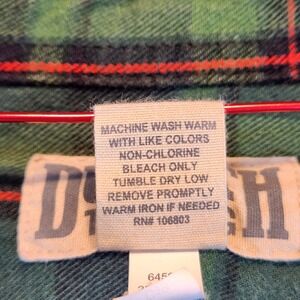 MACHINE WASH WARM
WITH LIKE COLORS
NON-CHLORINE
BLEACH ONLY
TUMBLE DRY LOW
REMOVE PROMPTLY
WARM IRON IF NEEDED
RN# 106803